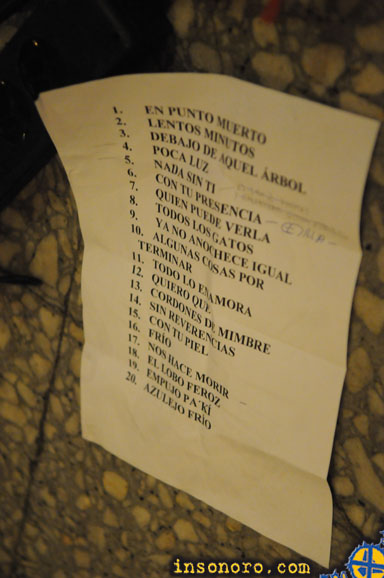 1. EN PUNTO MUERTO
2. LENTOS MINUTOS
3. DEBAJO DE AQUEL ÁRBOL
4. POCA LUZ
5. NADA SIN TI
6. CON TU PRESENCIA
7. QUIEN PUEDE VERLA
8. TODOS LOS GATOS
9. YA NO ANOCHECE IGUAL
10. ALGUNAS COSAS POR
TERMINAR
11. TODO LO ENAMORA
12. QUIERO QUE
13. CORDONES DE MIMBRE
14. SIN REVERENCIAS
15. CON TU PIEL
16. FRÍO
17. NOS HACE MORIR
18. EL LOBO FEROZ
19. EMPUJO PA´KÍ
20. AZULEJO FRÍO
insonoro.com